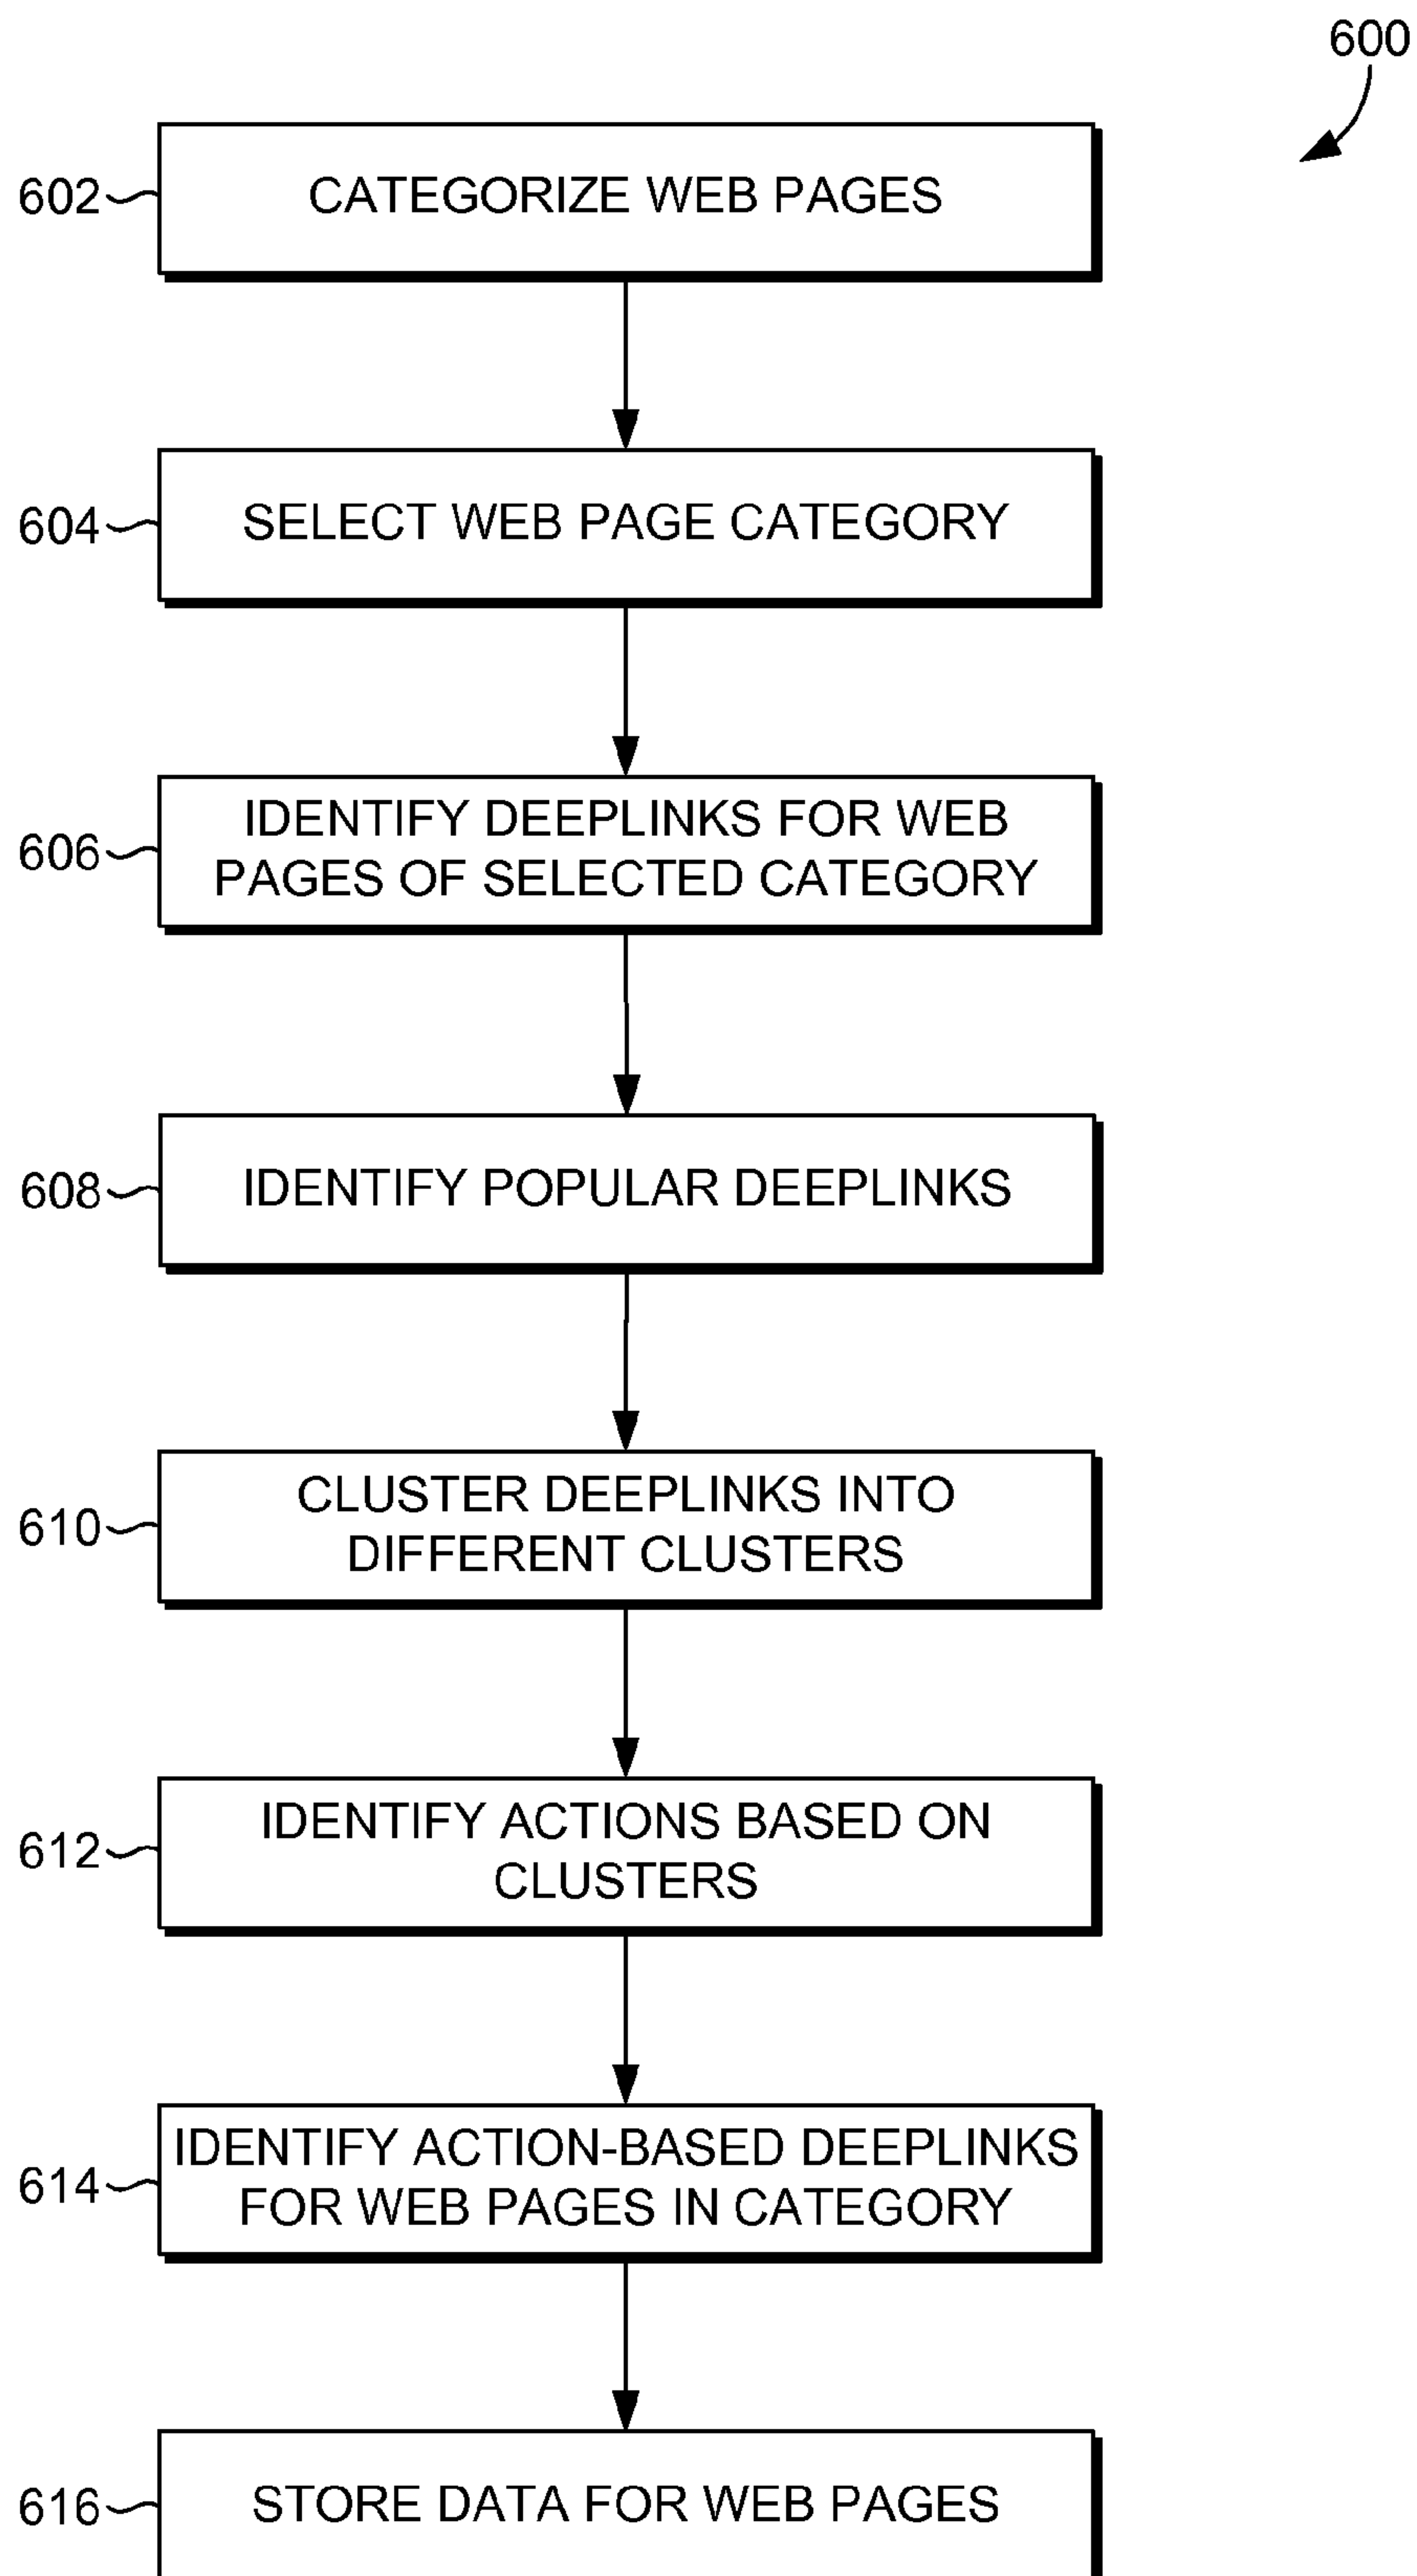 600
602
CATEGORIZE WEB PAGES
604
SELECT WEB PAGE CATEGORY
606
IDENTIFY DEEPLINKS FOR WEB
PAGES OF SELECTED CATEGORY
608
IDENTIFY POPULAR DEEPLINKS
610
CLUSTER DEEPLINKS INTO
DIFFERENT CLUSTERS
612
IDENTIFY ACTIONS BASED ON
CLUSTERS
614
IDENTIFY ACTION-BASED DEEPLINKS
FOR WEB PAGES IN CATEGORY
616
STORE DATA FOR WEB PAGES